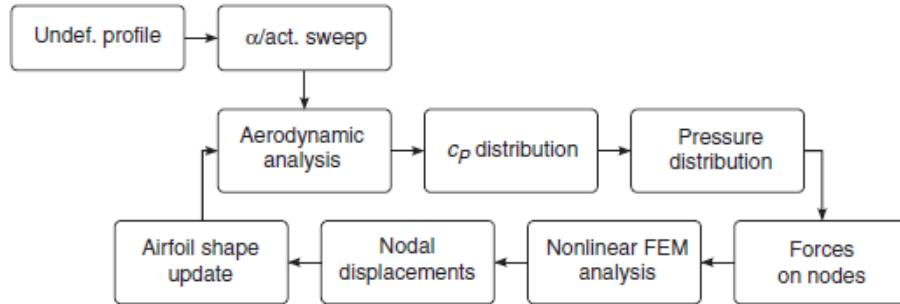 Undef. profile
α/act. sweep
Aerodynamic
analysis
cP distribution
Pressure
distribution
Airfoil shape
update
Nodal
displacements
Nonlinear FEM
analysis
Forces
on nodes